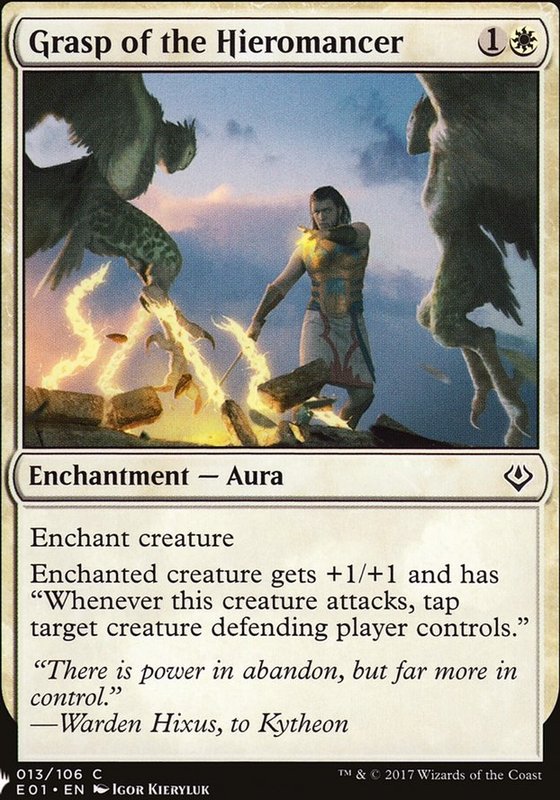 Grasp of the Hieromancer 1
Enchantment — Aura
Enchant creature
Enchanted creature gets +1/+1 and has
“Whenever this creature attacks, tap
target creature defending player controls.”
“There is power in abandon, but far more in
control.”
—Warden Hixus, to Kytheon
013/106 C
E01 • EN Igor Kieryluk
™ & © 2017 Wizards of the Coast